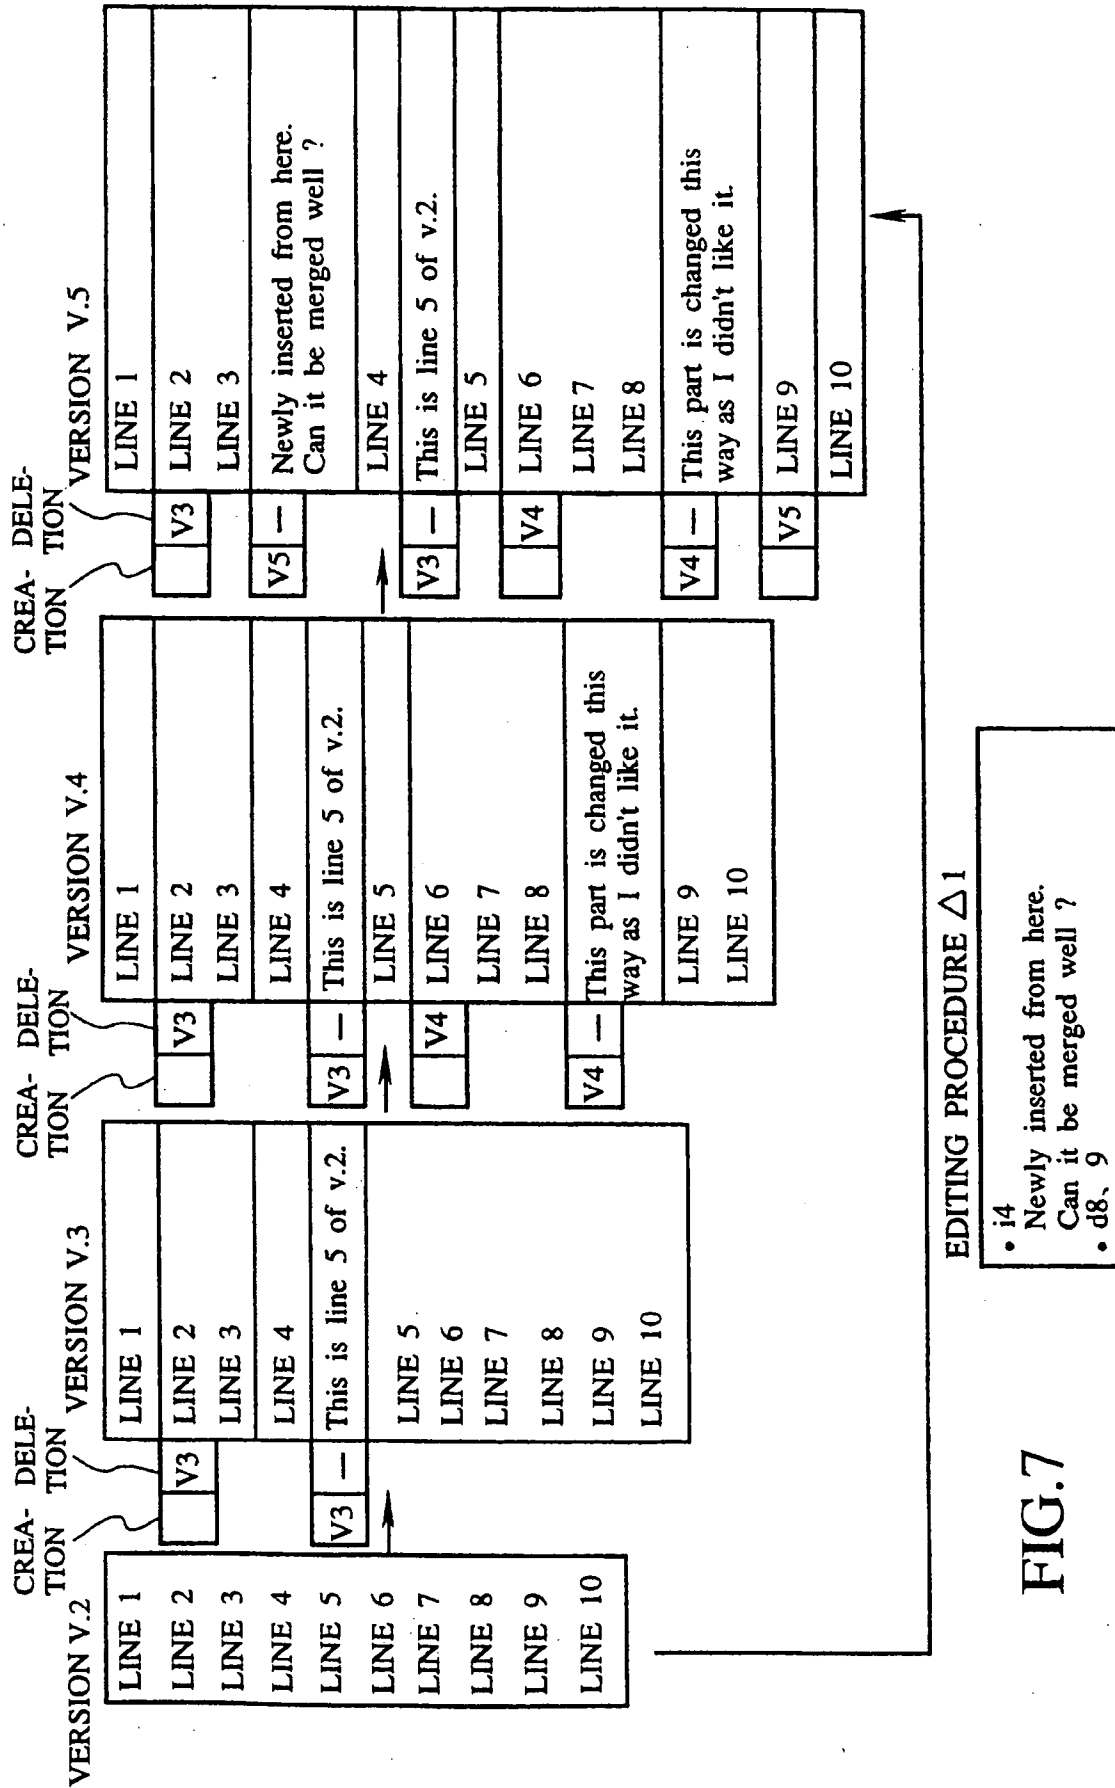 VERSION V.2
LINE 1
LINE 2
LINE 3
LINE 4
LINE 5
LINE 6
LINE 7
LINE 8
LINE 9
LINE 10
CREA-
TION
DELE-
TION
VERSION V.3
LINE 1
V3
LINE 2
LINE 3
LINE 4
V3 — This is line 5 of v.2.
LINE 5
LINE 6
LINE 7
LINE 8
LINE 9
LINE 10
CREA-
TION
DELE-
TION
VERSION V.4
LINE 1
V3
LINE 2
LINE 3
LINE 4
V3 — This is line 5 of v.2.
LINE 5
V4
LINE 6
LINE 7
LINE 8
V4 — This part is changed this
way as I didn't like it.
LINE 9
LINE 10
CREA-
TION
DELE-
TION
VERSION V.5
LINE 1
V3
LINE 2
LINE 3
V5 — Newly inserted from here.
Can it be merged well ?
LINE 4
V3 — This is line 5 of v.2.
LINE 5
V4
LINE 6
LINE 7
LINE 8
V4 — This part is changed this
way as I didn't like it.
V5
LINE 9
LINE 10
EDITING PROCEDURE △1
• i4
Newly inserted from here.
Can it be merged well ?
• d8、9
FIG.7